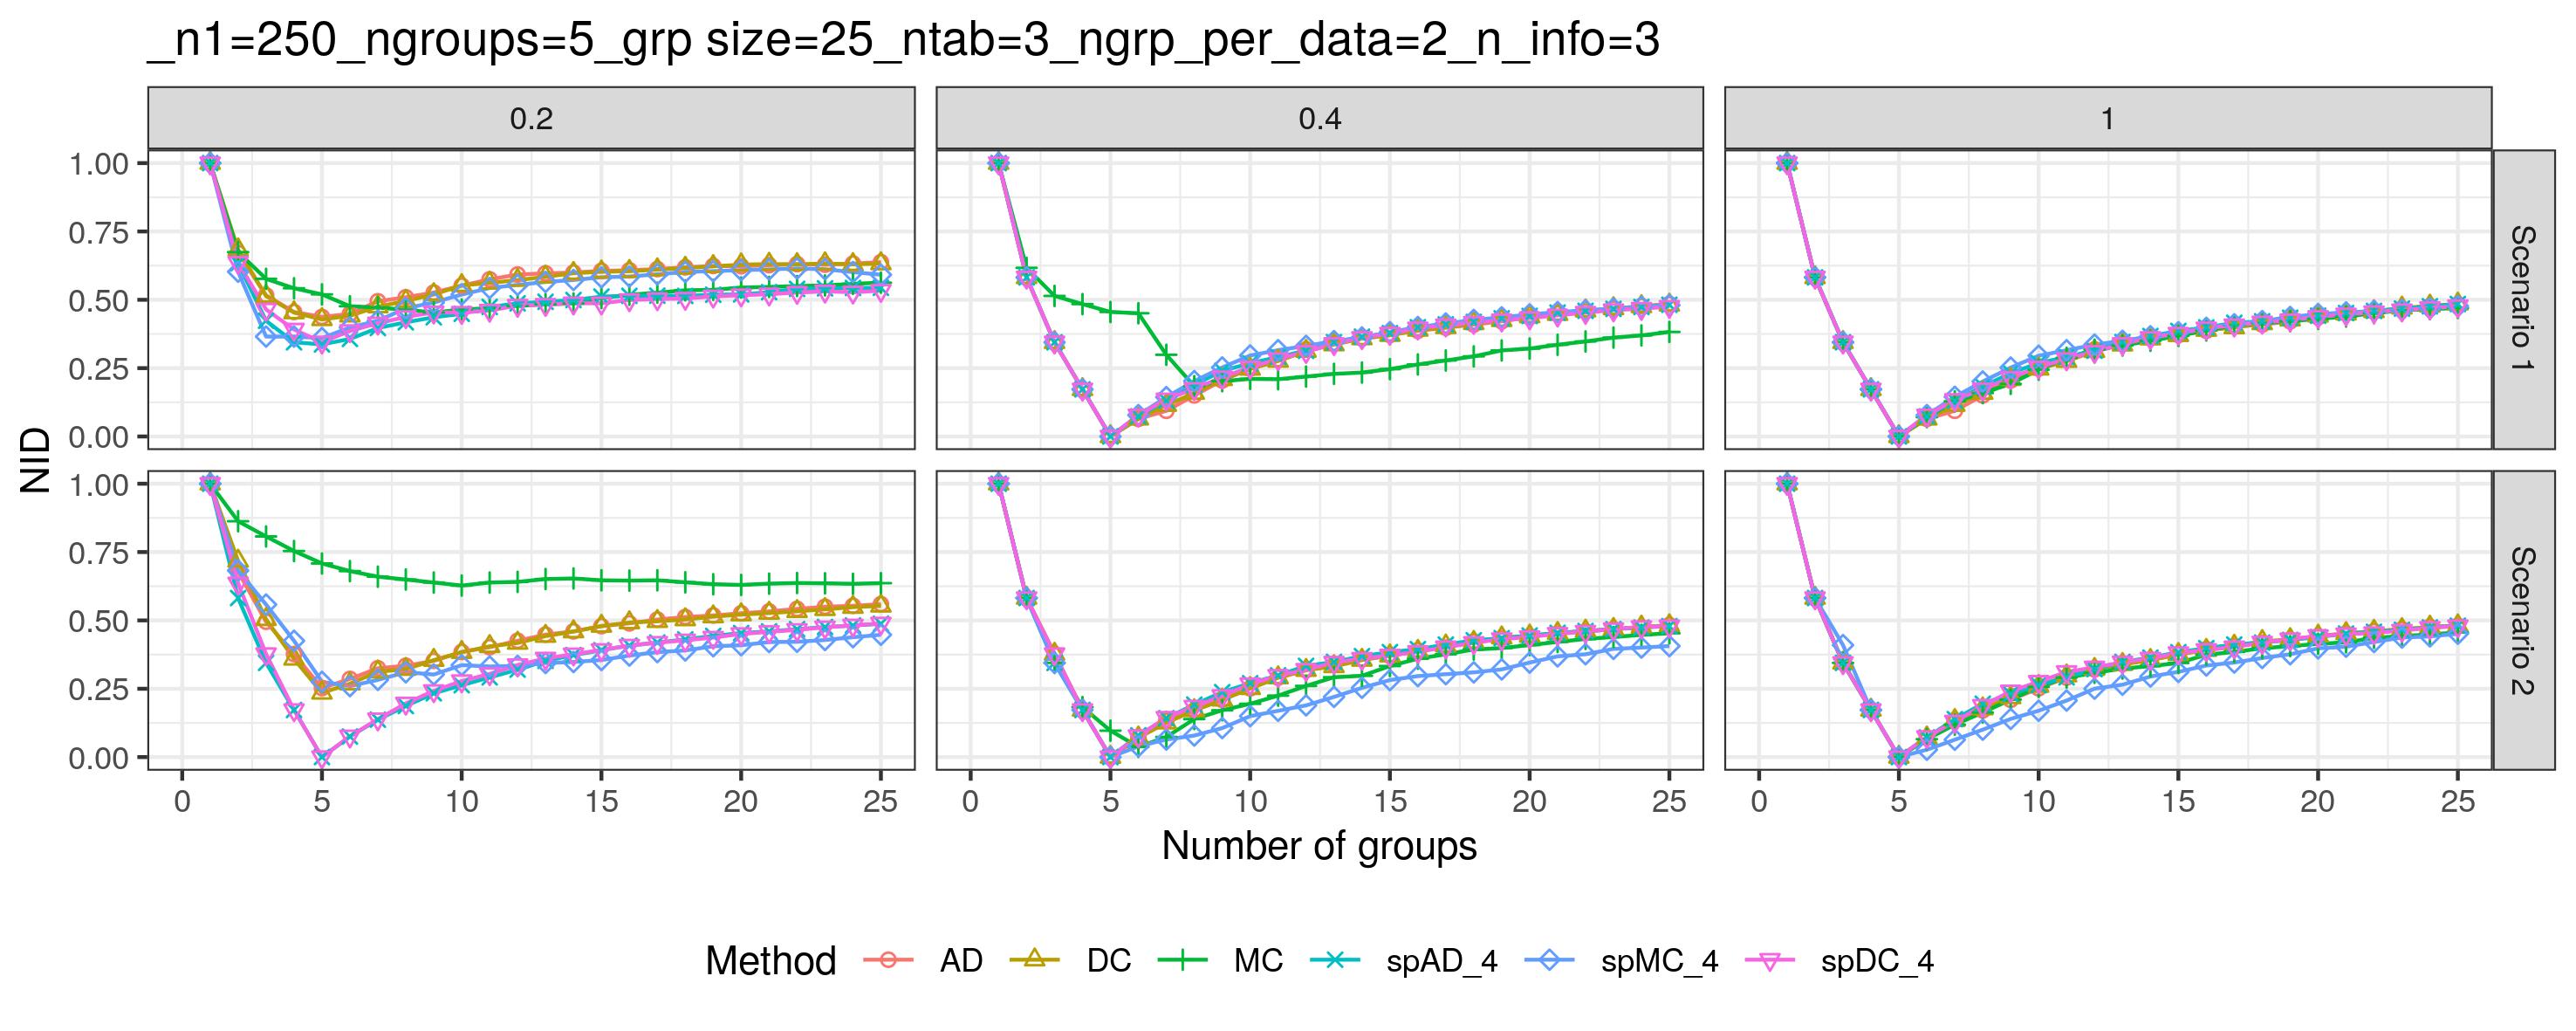 _n1=250_ngroups=5_grp size=25_ntab=3_ngrp_per_data=2_n_info=3
0.2 0.4 1
1.00
0.75
0.50
0.25
0.00
Scenario 1
NID
1.00
0.75
0.50
0.25
0.00
Scenario 2
0 5 10 15 20 25 0 5 10 15 20 25 0 5 10 15 20 25
Number of groups
Method AD DC MC spAD_4 spMC_4 spDC_4